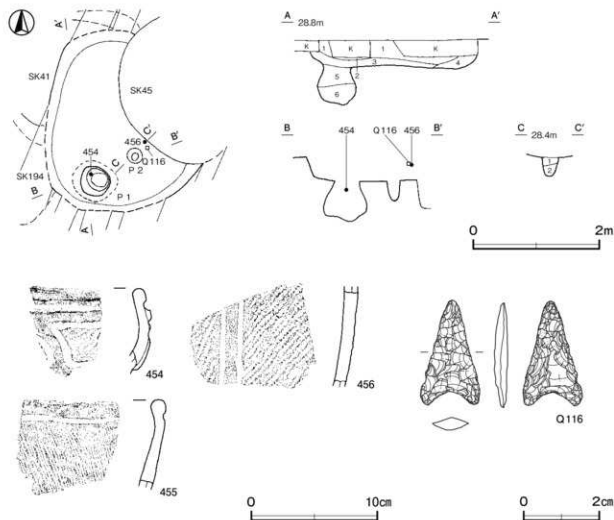 A 28.8m A'
K 1 K 1 K
3 4
5 2
6
A'
SK41
SK45
454
456 C' B'
Q116
C
P 2
SK194
B
P 1
A
B 454 Q116 456 B'
C 28.4m C'
1
2
0 2m
454
456
455
Q116
0 10cm
0 2cm